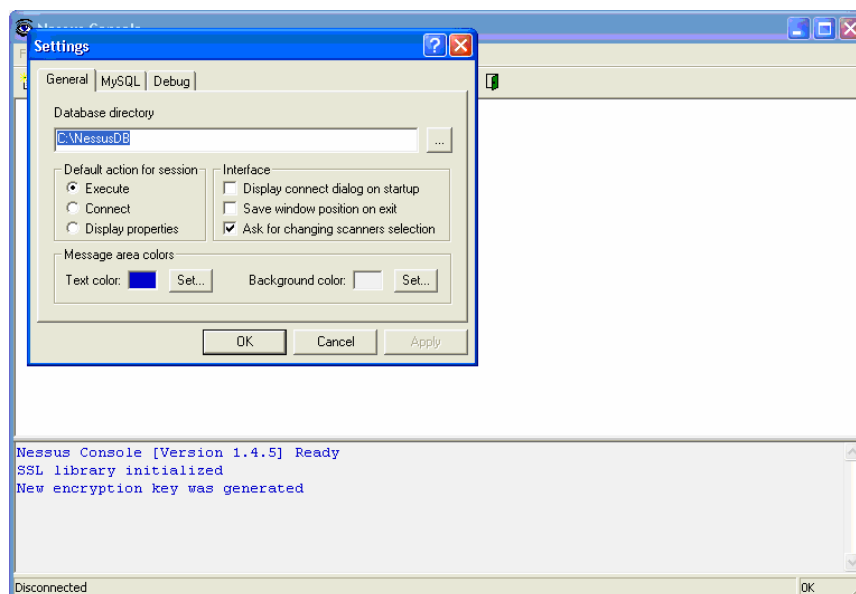 Nessus Console
Settings
General MySQL Debug
Database directory
C:\NessusDB
...
Default action for session
Execute
Connect
Display properties
Interface
Display connect dialog on startup
Save window position on exit
Ask for changing scanners selection
Message area colors
Text color: Set... Background color: Set...
OK Cancel Apply
Nessus Console [Version 1.4.5] Ready
SSL library initialized
New encryption key was generated
Disconnected OK